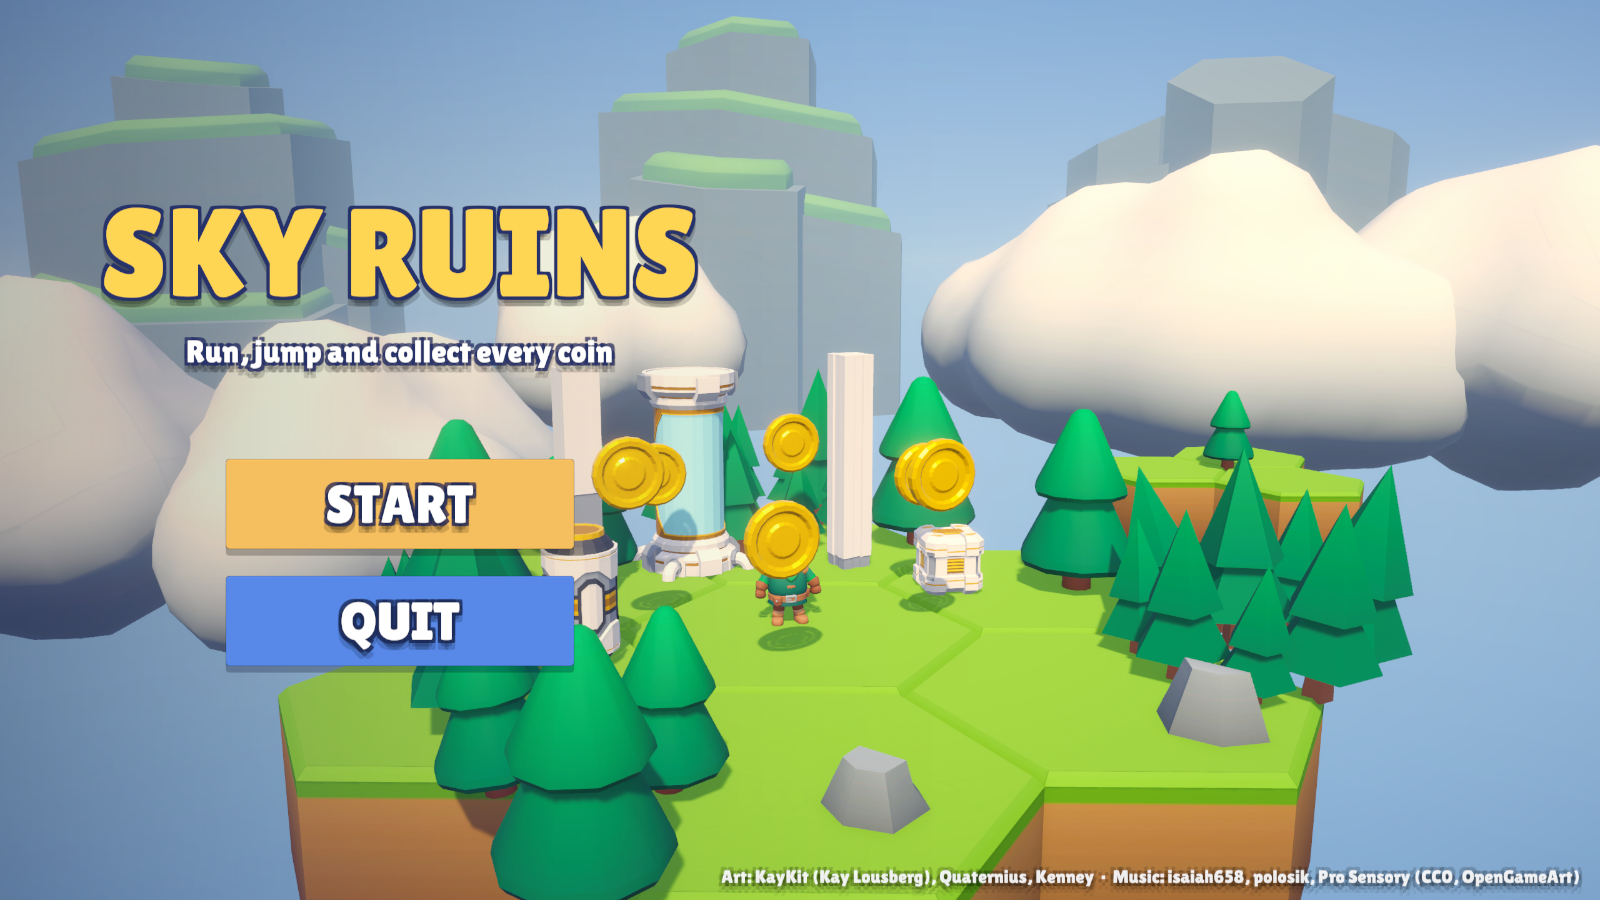 SKY RUINS
Run, jump and collect every coin
START
QUIT
Art: KayKit (Kay Lousberg), Quaternius, Kenney · Music: isaiah658, polosik, Pro Sensory (CC0, OpenGameArt)